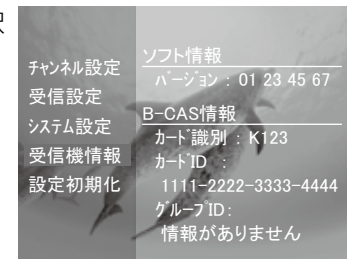 チャンネル設定
受信設定
システム設定
受信機情報
設定初期化
ソフト情報
バージョン : 01 23 45 67
B-CAS情報
カード識別 : K123
カードID :
1111-2222-3333-4444
グループID:
情報がありません